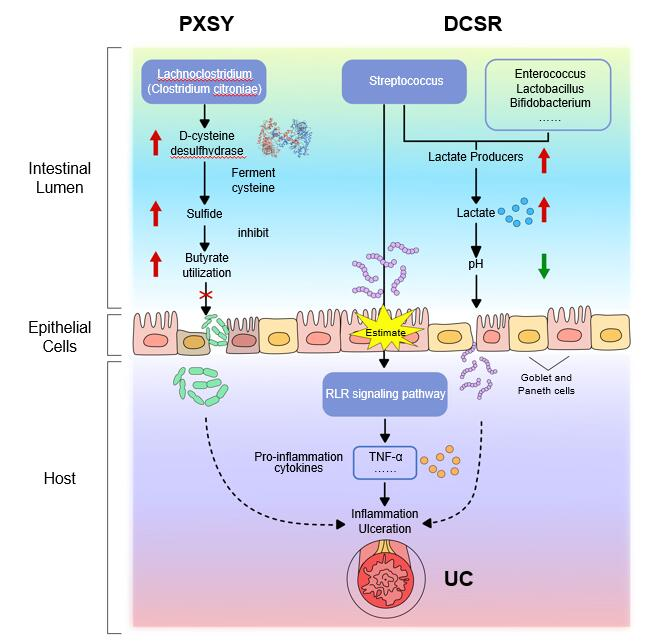 PXSY
DCSR
Intestinal
Lumen
Lachnoclostridium
(Clostridium citroniae)
D-cysteine
desulfhydrase
Ferment
cysteine
Sulfide
inhibit
Butyrate
utilization
Streptococcus
Enterococcus
Lactobacillus
Bifidobacterium
......
Lactate Producers
Lactate
pH
Epithelial
Cells
Estimate
Goblet and
Paneth cells
Host
RLR signaling pathway
Pro-inflammation
cytokines
TNF-α
......
Inflammation
Ulceration
UC